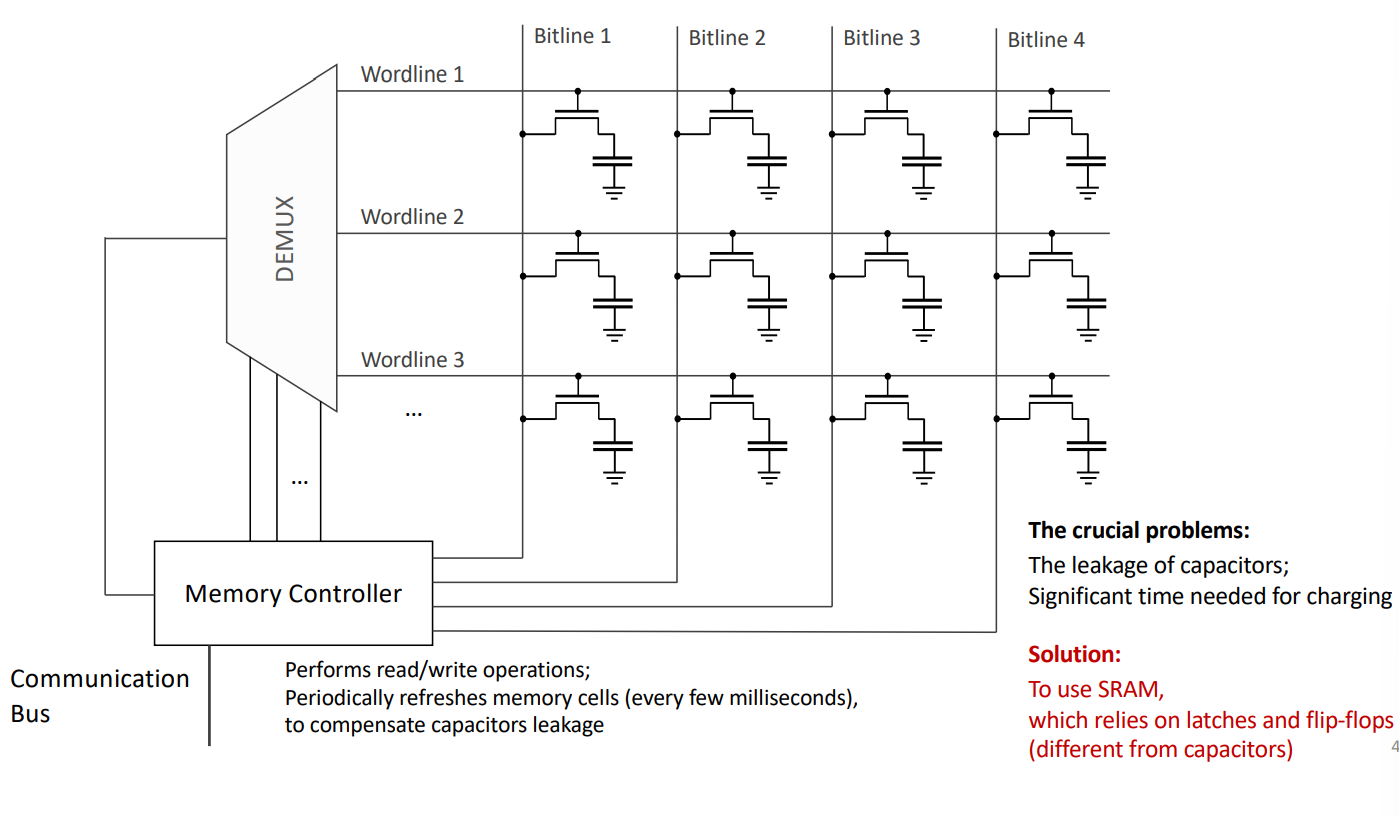 Bitline 1
Bitline 2
Bitline 3
Bitline 4
Wordline 1
DEMUX
Wordline 2
Wordline 3
...
...
Memory Controller
The crucial problems:
The leakage of capacitors;
Significant time needed for charging
Solution:
To use SRAM,
which relies on latches and flip-flops
(different from capacitors)
Communication
Bus
Performs read/write operations;
Periodically refreshes memory cells (every few milliseconds),
to compensate capacitors leakage
4